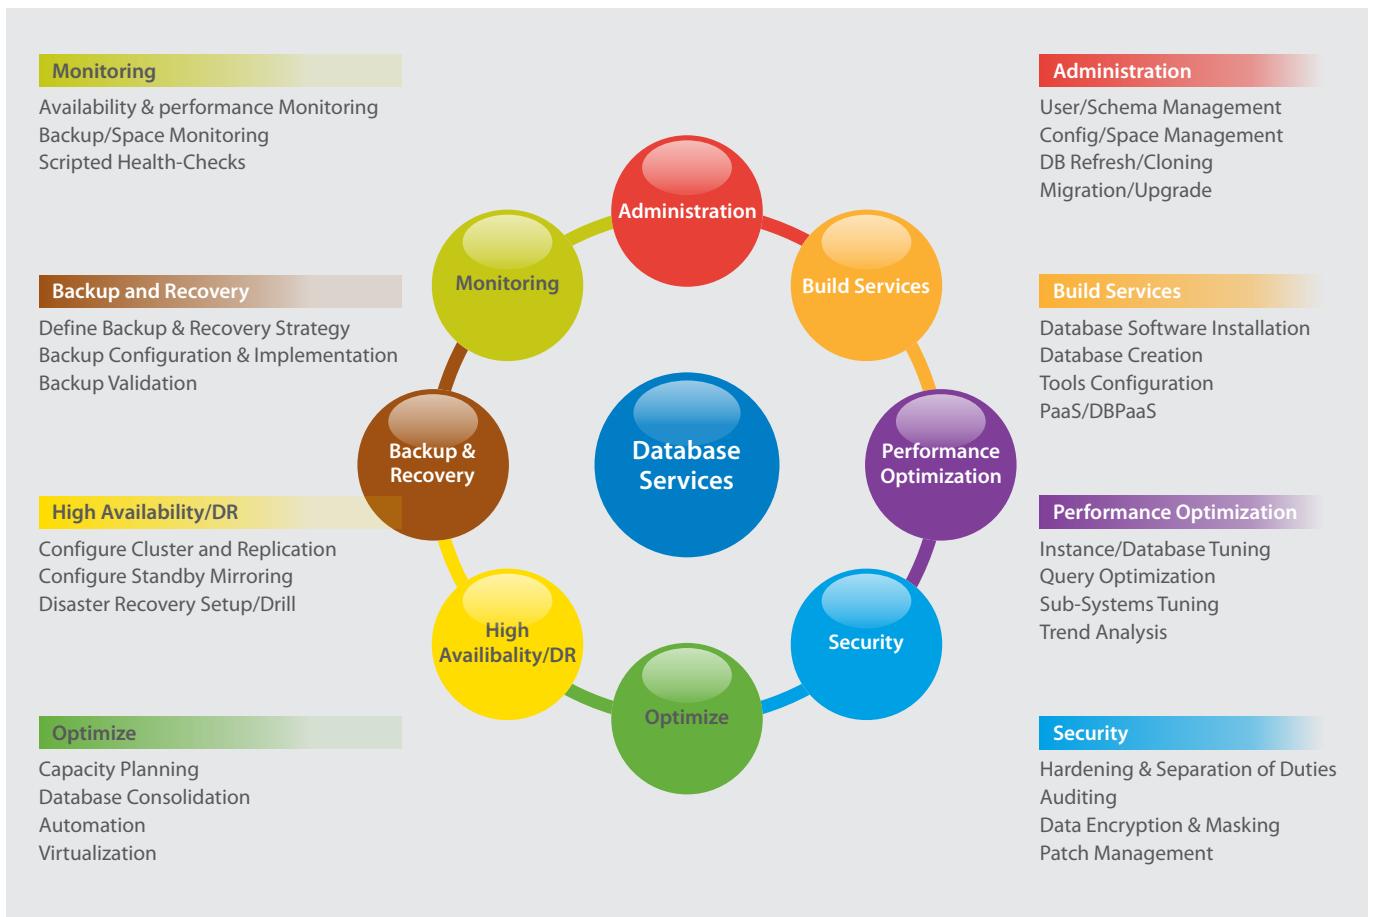 Monitoring
Availability & performance Monitoring
Backup/Space Monitoring
Scripted Health-Checks
Backup and Recovery
Define Backup & Recovery Strategy
Backup Configuration & Implementation
Backup Validation
High Availability/DR
Configure Cluster and Replication
Configure Standby Mirroring
Disaster Recovery Setup/Drill
Optimize
Capacity Planning
Database Consolidation
Automation
Virtualization
Administration
Build Services
Performance
Optimization
Security
Optimize
High
Availibality/DR
Backup &
Recovery
Monitoring
Database
Services
Administration
User/Schema Management
Config/Space Management
DB Refresh/Cloning
Migration/Upgrade
Build Services
Database Software Installation
Database Creation
Tools Configuration
PaaS/DBPaaS
Performance Optimization
Instance/Database Tuning
Query Optimization
Sub-Systems Tuning
Trend Analysis
Security
Hardening & Separation of Duties
Auditing
Data Encryption & Masking
Patch Management